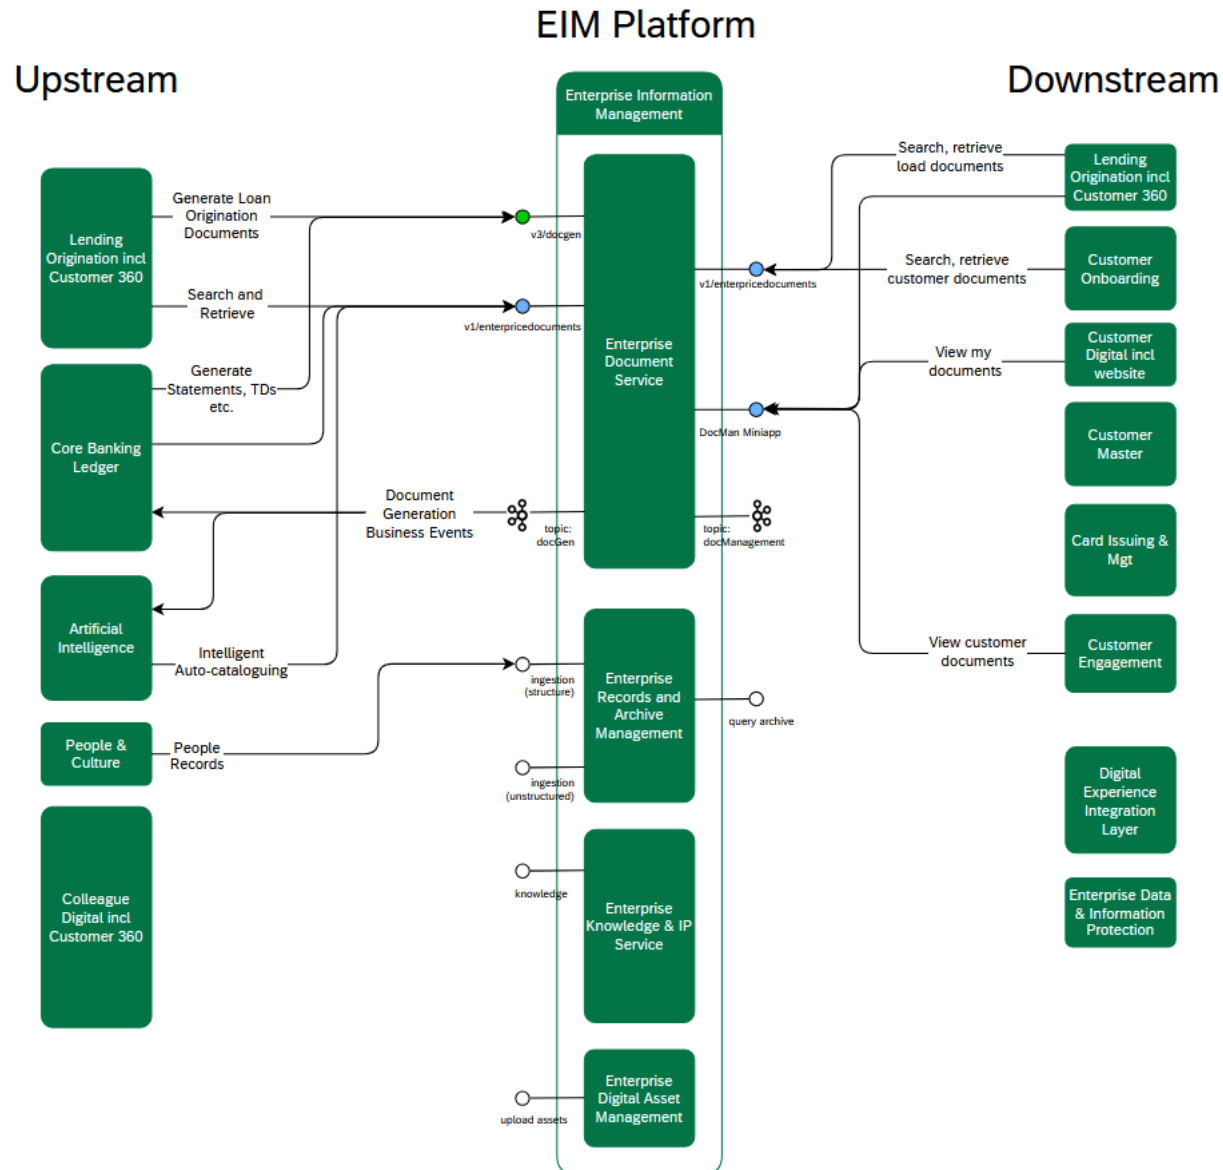 EIM Platform
Upstream
Downstream
Enterprise Information
Management
Lending
Origination incl
Customer 360
Generate Loan
Origination
Documents
Search and
Retrieve
Core Banking
Ledger
Generate
Statements, TDs
etc.
Document
Generation
Business Events
Artificial
Intelligence
Intelligent
Auto-cataloguing
People &
Culture
People
Records
Colleague
Digital incl
Customer 360
v3/docgen
v1/enterpricedocuments
topic:
docGen
ingestion
(structure)
ingestion
(unstructured)
knowledge
upload assets
Enterprise
Document
Service
Enterprise
Records and
Archive
Management
Enterprise
Knowledge & IP
Service
Enterprise
Digital Asset
Management
v1/enterpricedocuments
DocMan Miniapp
topic:
docManagement
query archive
Search, retrieve
load documents
Search, retrieve
customer documents
View my
documents
View customer
documents
Lending
Origination incl
Customer 360
Customer
Onboarding
Customer
Digital incl
website
Customer
Master
Card Issuing &
Mgt
Customer
Engagement
Digital
Experience
Integration
Layer
Enterprise Data
& Information
Protection